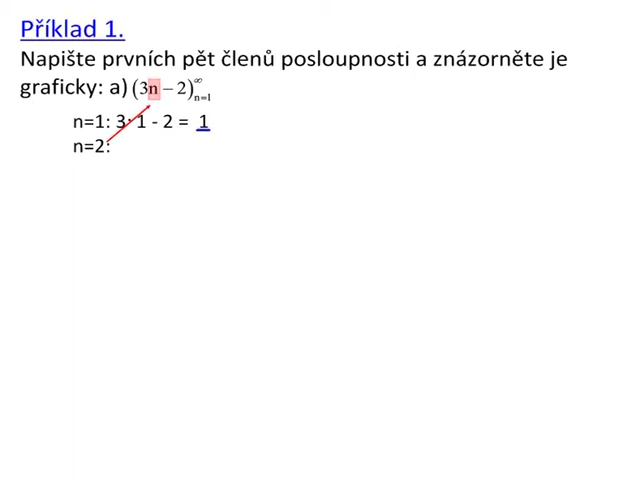 Příklad 1.
Napište prvních pět členů posloupnosti a znázorněte je
graficky: a) (3n − 2)∞n=1
n=1: 3· 1 - 2 = 1
n=2: